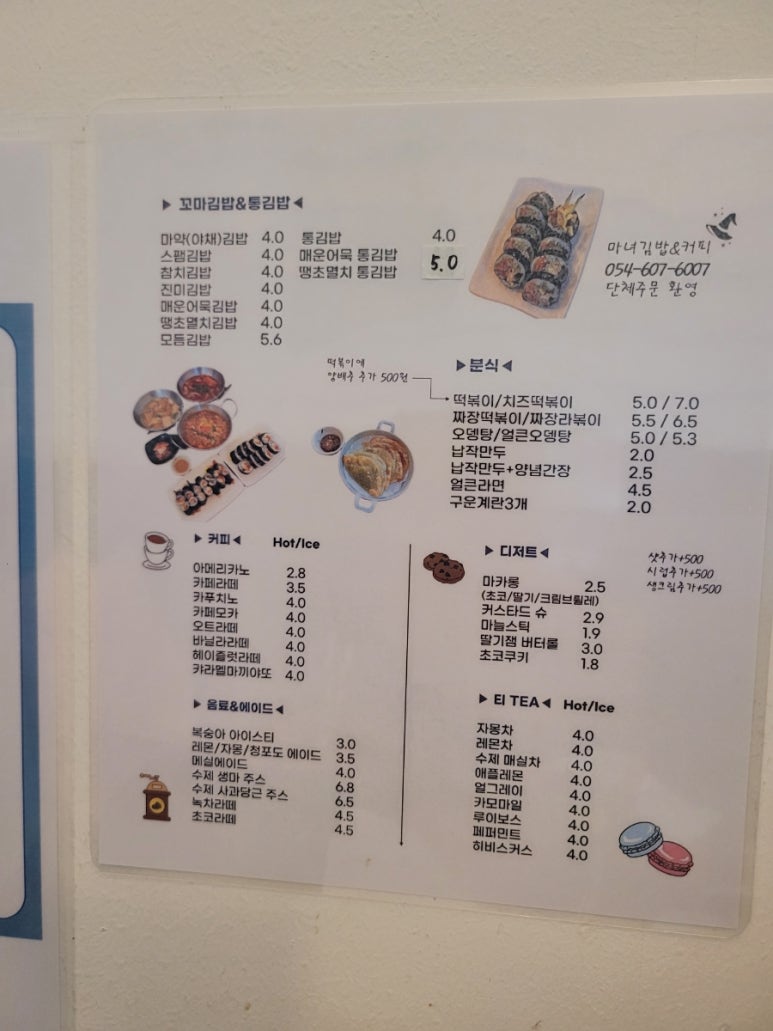 ▶ 꼬마김밥&통김밥 ◀
마약(야채)김밥 4.0 통김밥 4.0
스팸김밥 4.0 매운어묵 통김밥 5.0
참치김밥 4.0 땡초멸치 통김밥
진미김밥 4.0
매운어묵김밥 4.0
땡초멸치김밥 4.0
모듬김밥 5.6
마녀김밥&커피
054-607-6007
단체주문 환영
떡볶이에
양배추 추가 500원
▶ 분식 ◀
떡볶이/치즈떡볶이 5.0 / 7.0
짜장떡볶이/짜장라볶이 5.5 / 6.5
오뎅탕/얼큰오뎅탕 5.0 / 5.3
납작만두 2.0
납작만두+양념간장 2.5
얼큰라면 4.5
구운계란3개 2.0
▶ 커피 ◀ Hot/Ice
아메리카노 2.8
카페라떼 3.5
카푸치노 4.0
카페모카 4.0
오트라떼 4.0
바닐라라떼 4.0
헤이즐럿라떼 4.0
캬라멜마끼야또 4.0
▶ 디저트 ◀
샷추가+500
시럽추가+500
생크림추가+500
마카롱 2.5
(초코/딸기/크림브륄레)
커스타드 슈 2.9
마늘스틱 1.9
딸기잼 버터롤 3.0
초코쿠키 1.8
▶ 음료&에이드 ◀
복숭아 아이스티 3.0
레몬/자몽/청포도 에이드 3.5
메실에이드 4.0
수제 생마 주스 6.8
수제 사과당근 주스 6.5
녹차라떼 4.5
초코라떼 4.5
▶ 티 TEA ◀ Hot/Ice
자몽차 4.0
레몬차 4.0
수제 매실차 4.0
애플레몬 4.0
얼그레이 4.0
카모마일 4.0
루이보스 4.0
페퍼민트 4.0
히비스커스 4.0